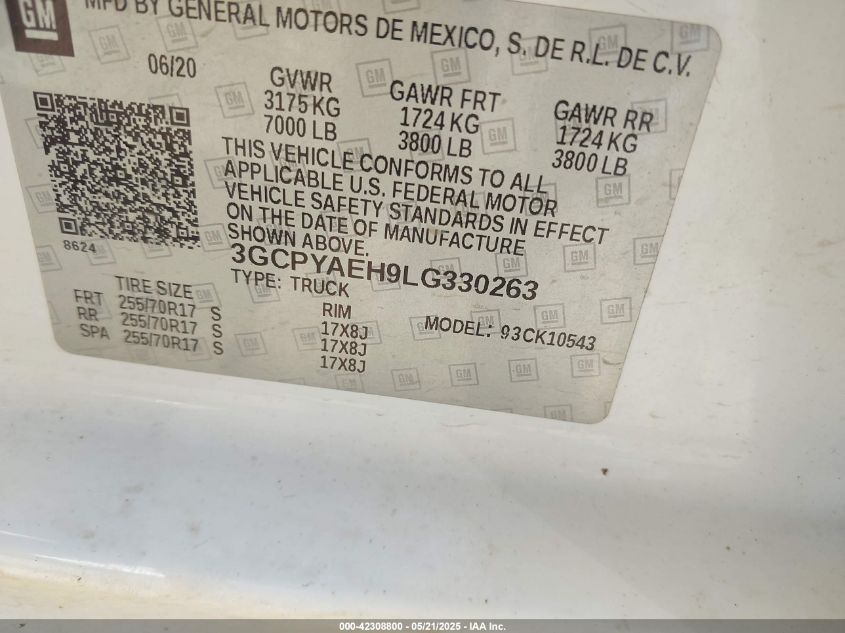 GM
MFD BY GENERAL MOTORS DE MEXICO, S. DE R.L. DE C.V.
06/20
GVWR
3175 KG
7000 LB
GAWR FRT
1724 KG
3800 LB
GAWR RR
1724 KG
3800 LB
THIS VEHICLE CONFORMS TO ALL
APPLICABLE U.S. FEDERAL MOTOR
VEHICLE SAFETY STANDARDS IN EFFECT
ON THE DATE OF MANUFACTURE
SHOWN ABOVE.
8624
3GCPYAEH9LG330263
TYPE: TRUCK
MODEL: 93CK10543
TIRE SIZE
RIM
FRT 255/70R17 S 17X8J
RR 255/70R17 S 17X8J
SPA 255/70R17 S 17X8J
000-42308800 - 05/21/2025 - IAA Inc.